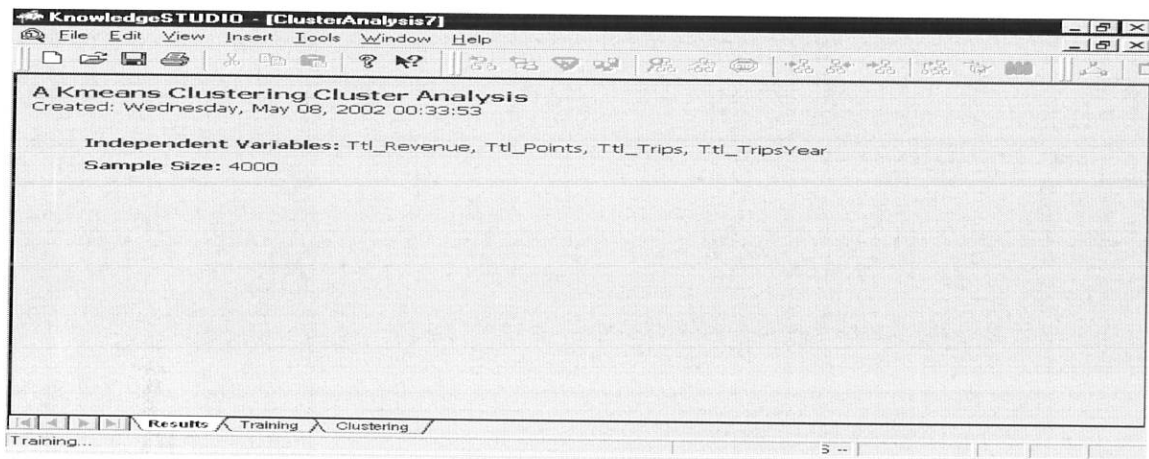 KnowledgeSTUDIO - [ClusterAnalysis7]
File Edit View Insert Tools Window Help
A Kmeans Clustering Cluster Analysis
Created: Wednesday, May 08, 2002 00:33:53
Independent Variables: Ttl_Revenue, Ttl_Points, Ttl_Trips, Ttl_TripsYear
Sample Size: 4000
Results Training Clustering
Training...